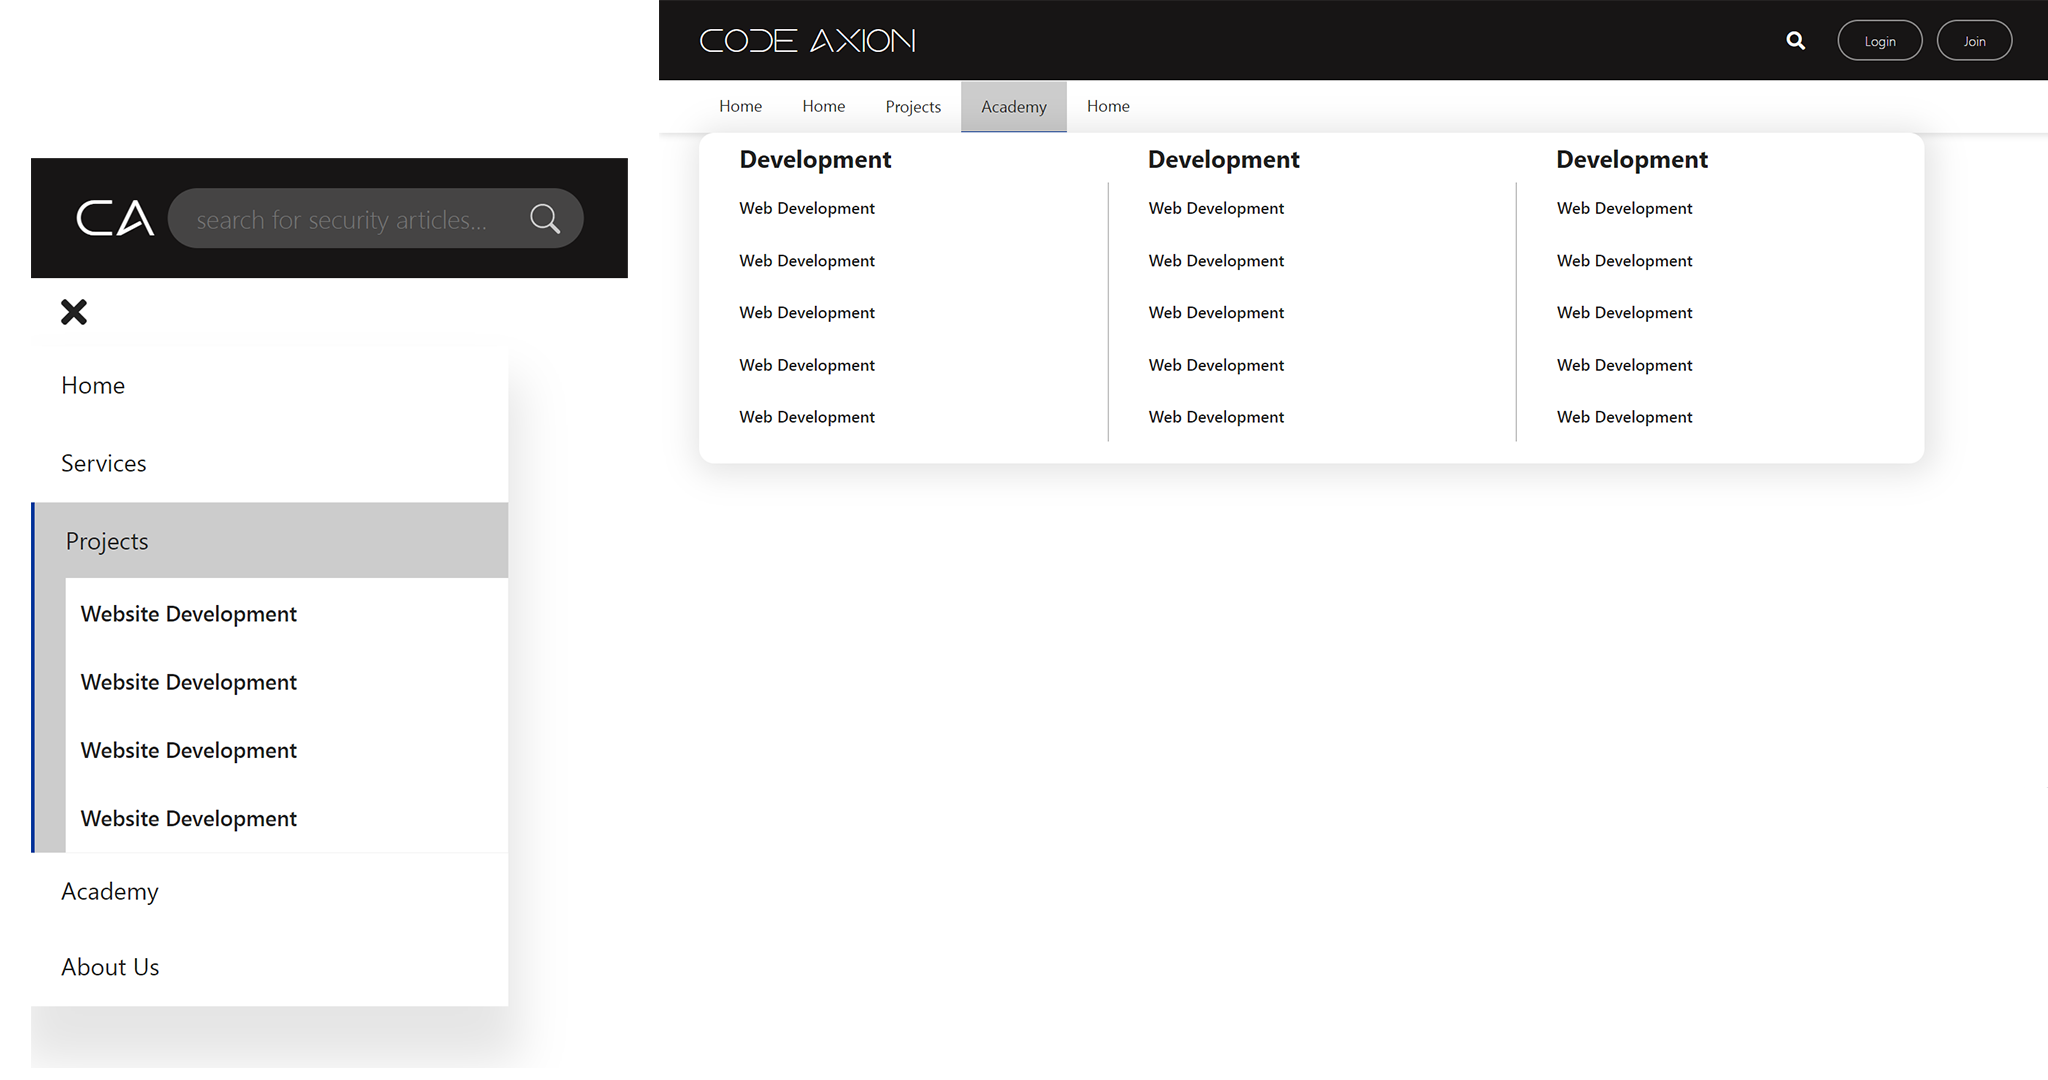 CA
search for security articles...
Home
Services
Projects
Website Development
Website Development
Website Development
Website Development
Academy
About Us
CODE AXION
Login Join
Home Home Projects Academy Home
Development Development Development
Web Development Web Development Web Development
Web Development Web Development Web Development
Web Development Web Development Web Development
Web Development Web Development Web Development
Web Development Web Development Web Development